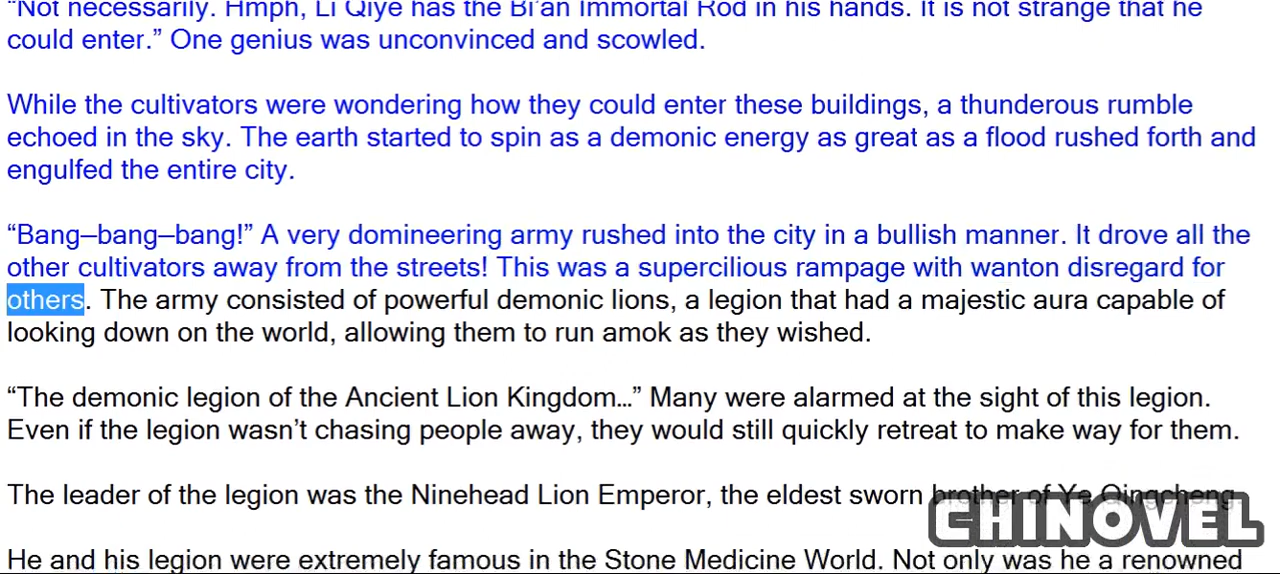 “Not necessarily. Hmph, Li Qiye has the Bi’an Immortal Rod in his hands. It is not strange that he
could enter.” One genius was unconvinced and scowled.
While the cultivators were wondering how they could enter these buildings, a thunderous rumble
echoed in the sky. The earth started to spin as a demonic energy as great as a flood rushed forth and
engulfed the entire city.
“Bang—bang—bang!” A very domineering army rushed into the city in a bullish manner. It drove all the
other cultivators away from the streets! This was a supercilious rampage with wanton disregard for
others. The army consisted of powerful demonic lions, a legion that had a majestic aura capable of
looking down on the world, allowing them to run amok as they wished.
“The demonic legion of the Ancient Lion Kingdom…” Many were alarmed at the sight of this legion.
Even if the legion wasn’t chasing people away, they would still quickly retreat to make way for them.
The leader of the legion was the Ninehead Lion Emperor, the eldest sworn brother of Ye Qingcheng.
CHINOVEL
He and his legion were extremely famous in the Stone Medicine World. Not only was he a renowned